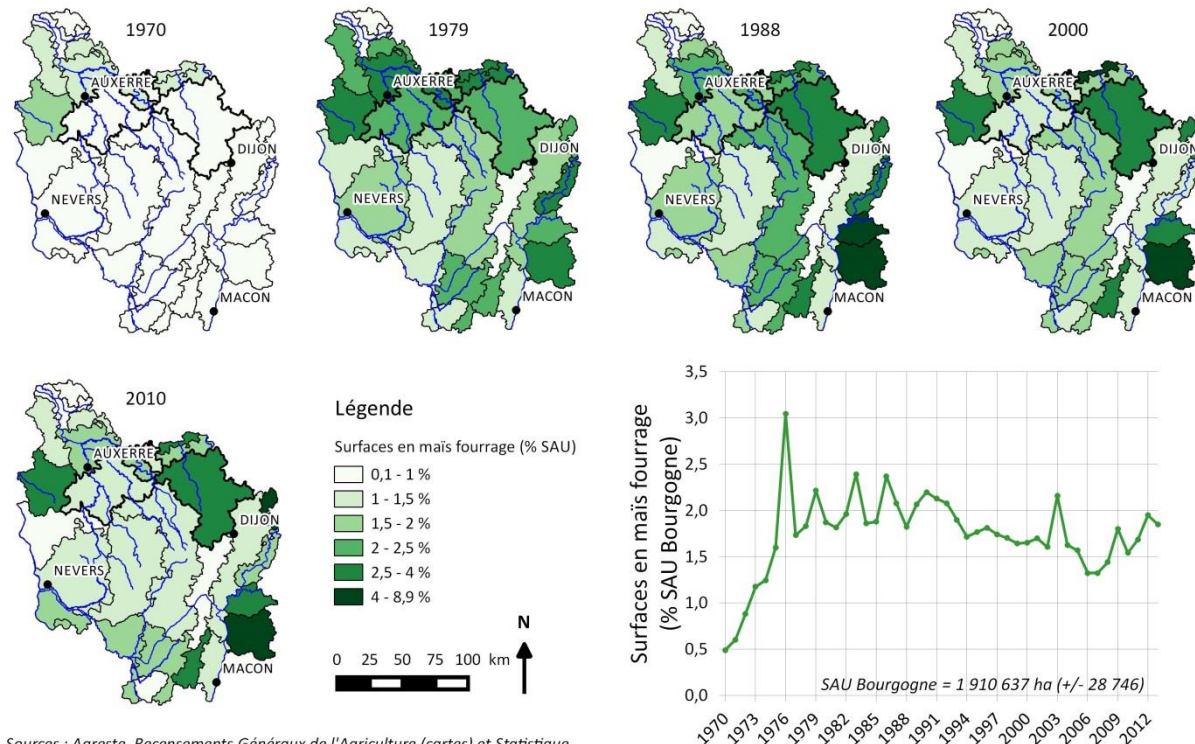 1970
AUXERRE
DIJON
NEVERS
MACON
1979
AUXERRE
DIJON
NEVERS
MACON
1988
AUXERRE
DIJON
NEVERS
MACON
2000
AUXERRE
DIJON
NEVERS
MACON
2010
AUXERRE
DIJON
NEVERS
MACON
Légende
Surfaces en maïs fourrage (% SAU)
0,1 - 1 %
1 - 1,5 %
1,5 - 2 %
2 - 2,5 %
2,5 - 4 %
4 - 8,9 %
N
0 25 50 75 100 km
Surfaces en maïs fourrage
(% SAU Bourgogne)
3,5
3,0
2,5
2,0
1,5
1,0
0,5
0,0
SAU Bourgogne = 1 910 637 ha (+/- 28 746)
1970 1973 1976 1979 1982 1985 1988 1991 1994 1997 2000 2003 2006 2009 2012
Sources : Agreste, Recensements Généraux de l'Agriculture (cartes) et Statistique